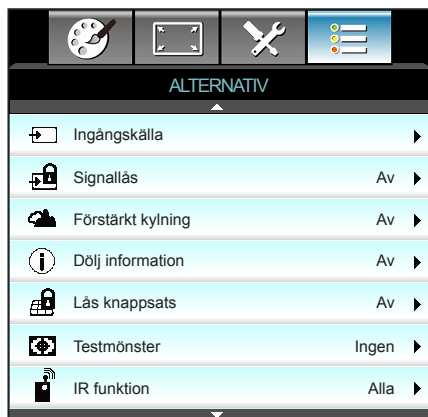 ALTERNATIV
Ingångskälla
Signallås Av
Förstärkt kylning Av
Dölj information Av
Lås knappsats Av
Testmönster Ingen
IR funktion Alla